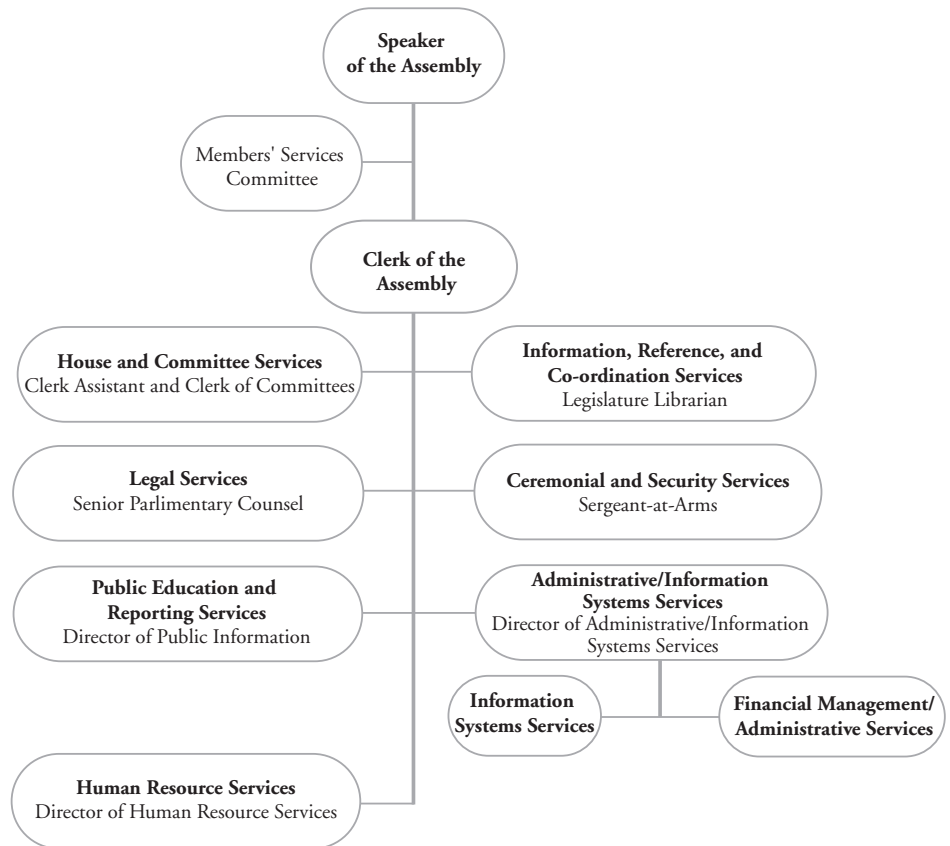 Speaker
of the Assembly
Members' Services
Committee
Clerk of the
Assembly
House and Committee Services
Clerk Assistant and Clerk of Committees
Information, Reference, and
Co-ordination Services
Legislature Librarian
Legal Services
Senior Parlimentary Counsel
Ceremonial and Security Services
Sergeant-at-Arms
Public Education and
Reporting Services
Director of Public Information
Administrative/Information
Systems Services
Director of Administrative/Information
Systems Services
Information
Systems Services
Financial Management/
Administrative Services
Human Resource Services
Director of Human Resource Services